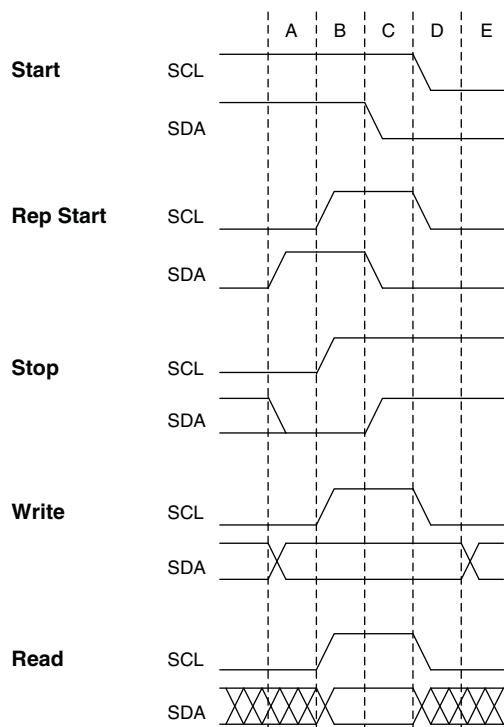 A B C D E
Start SCL
SDA
Rep Start SCL
SDA
Stop SCL
SDA
Write SCL
SDA
Read SCL
SDA